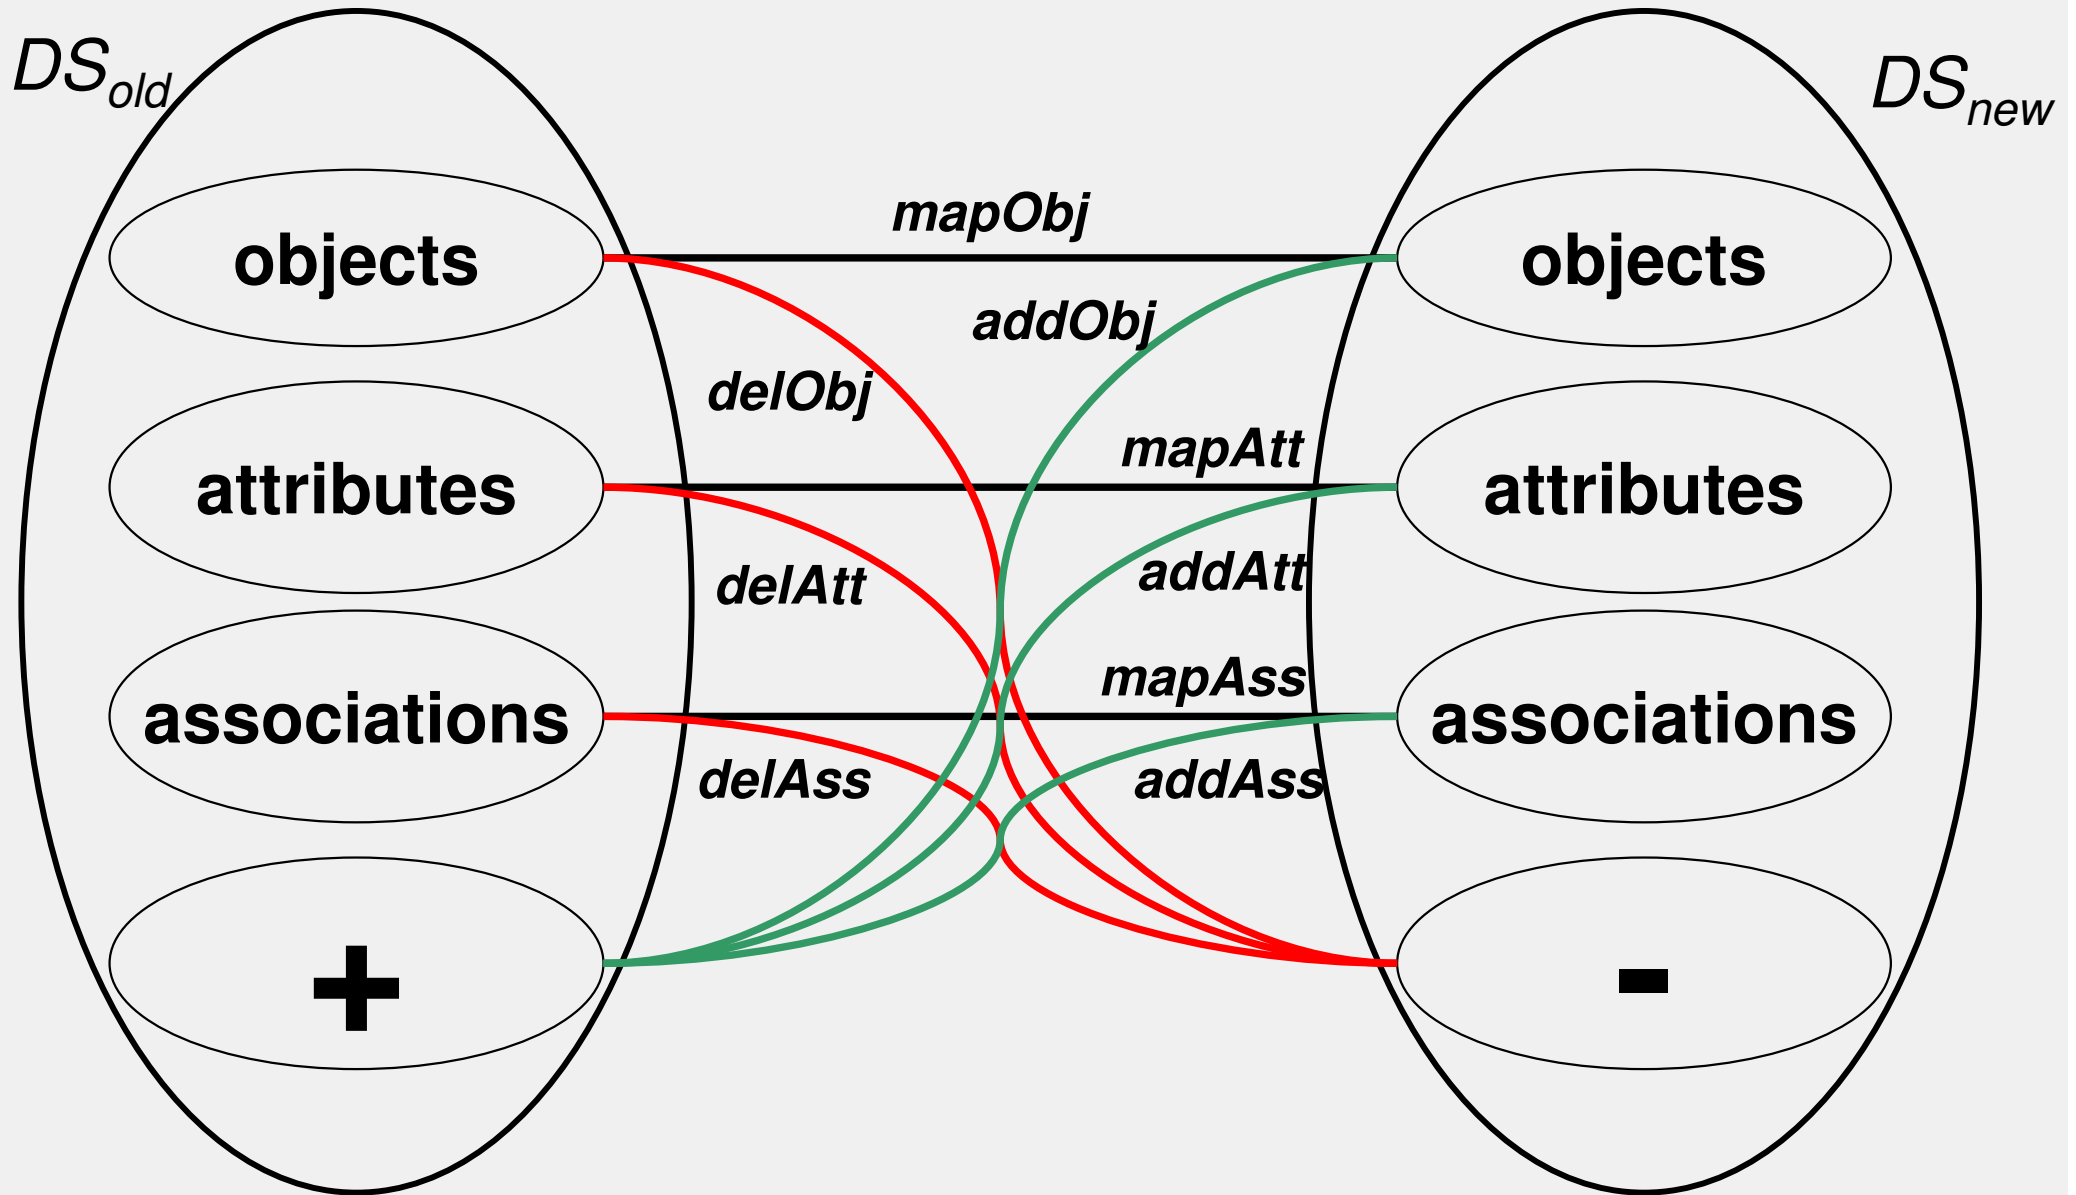 DSold
DSnew
mapObj
objects
objects
addObj
delObj
mapAtt
attributes
attributes
addAtt
delAtt
mapAss
associations
associations
delAss
addAss
+
-